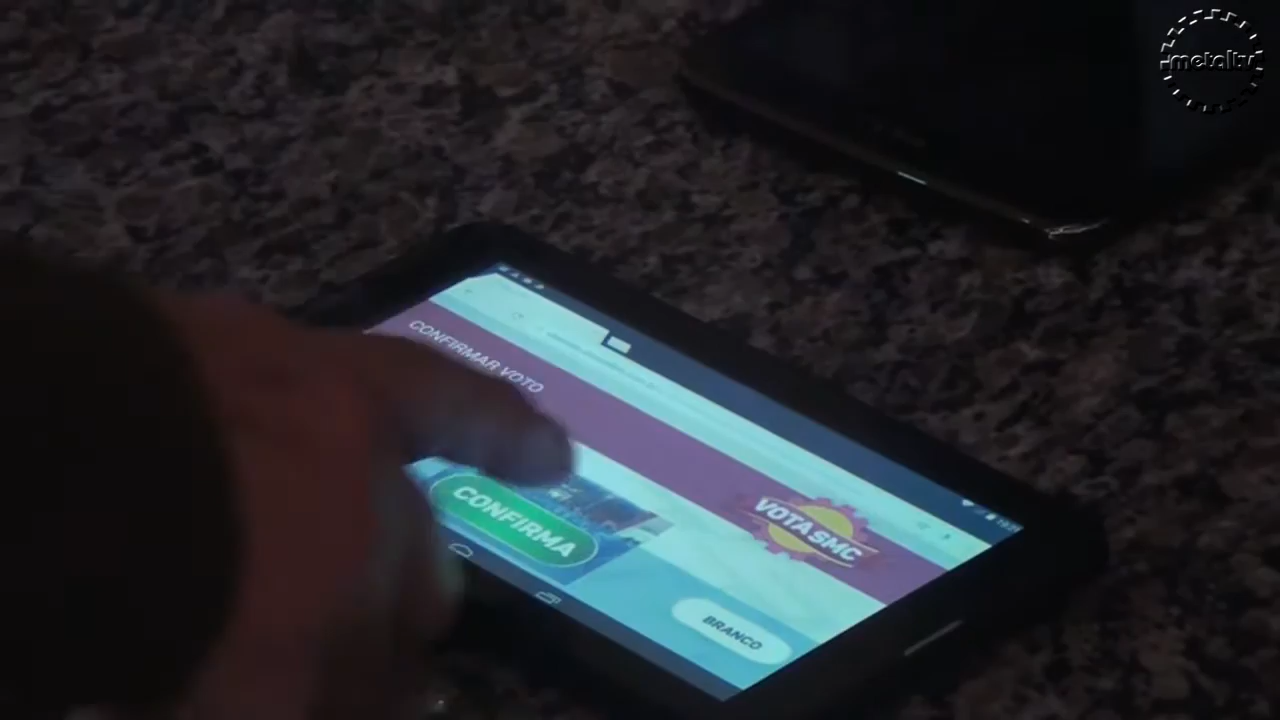 metaltv
CONFIRMAR VOTO
VOTA SMC
CONFIRMA
BRANCO